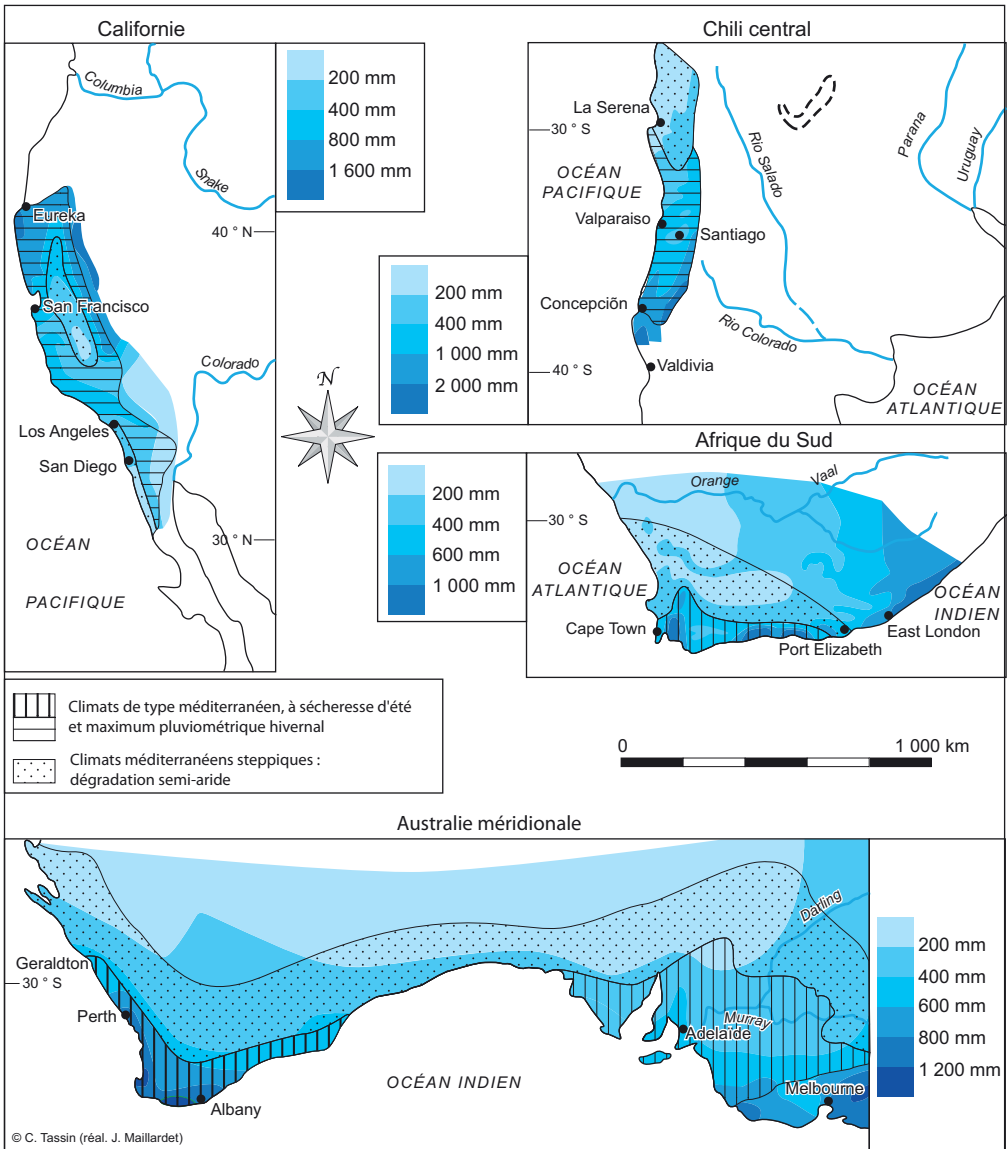 Californie
Columbia
Snake
Eureka
40 ° N
San Francisco
Colorado
Los Angeles
San Diego
30 ° N
OCÉAN
PACIFIQUE
200 mm
400 mm
800 mm
1 600 mm
N
Chili central
La Serena
30 ° S
OCÉAN
PACIFIQUE
Valparaiso
Santiago
Concepciõn
Valdivia
40 ° S
Rio Salado
Rio Colorado
Parana
Uruguay
OCÉAN
ATLANTIQUE
200 mm
400 mm
1 000 mm
2 000 mm
Afrique du Sud
Orange
Vaal
30 ° S
OCÉAN
ATLANTIQUE
OCÉAN
INDIEN
Cape Town
East London
Port Elizabeth
200 mm
400 mm
600 mm
1 000 mm
Climats de type méditerranéen, à sécheresse d'été
et maximum pluviométrique hivernal
Climats méditerranéens steppiques :
dégradation semi-aride
0 1 000 km
Australie méridionale
Darling
Geraldton
30 ° S
Perth
Murray
Adelaïde
OCÉAN INDIEN
Melbourne
Albany
200 mm
400 mm
600 mm
800 mm
1 200 mm
© C. Tassin (réal. J. Maillardet)